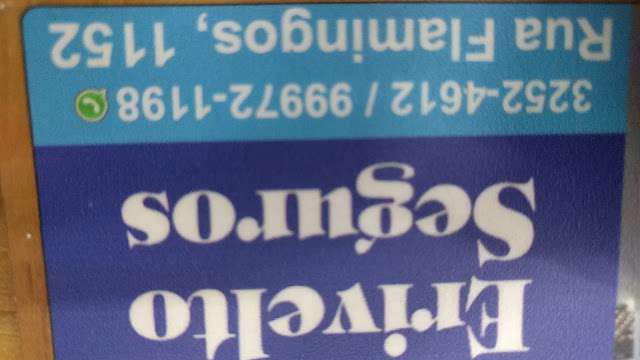 Erivelto
Seguros
3252-4612 / 99972-1198
Rua Flamingos, 1152